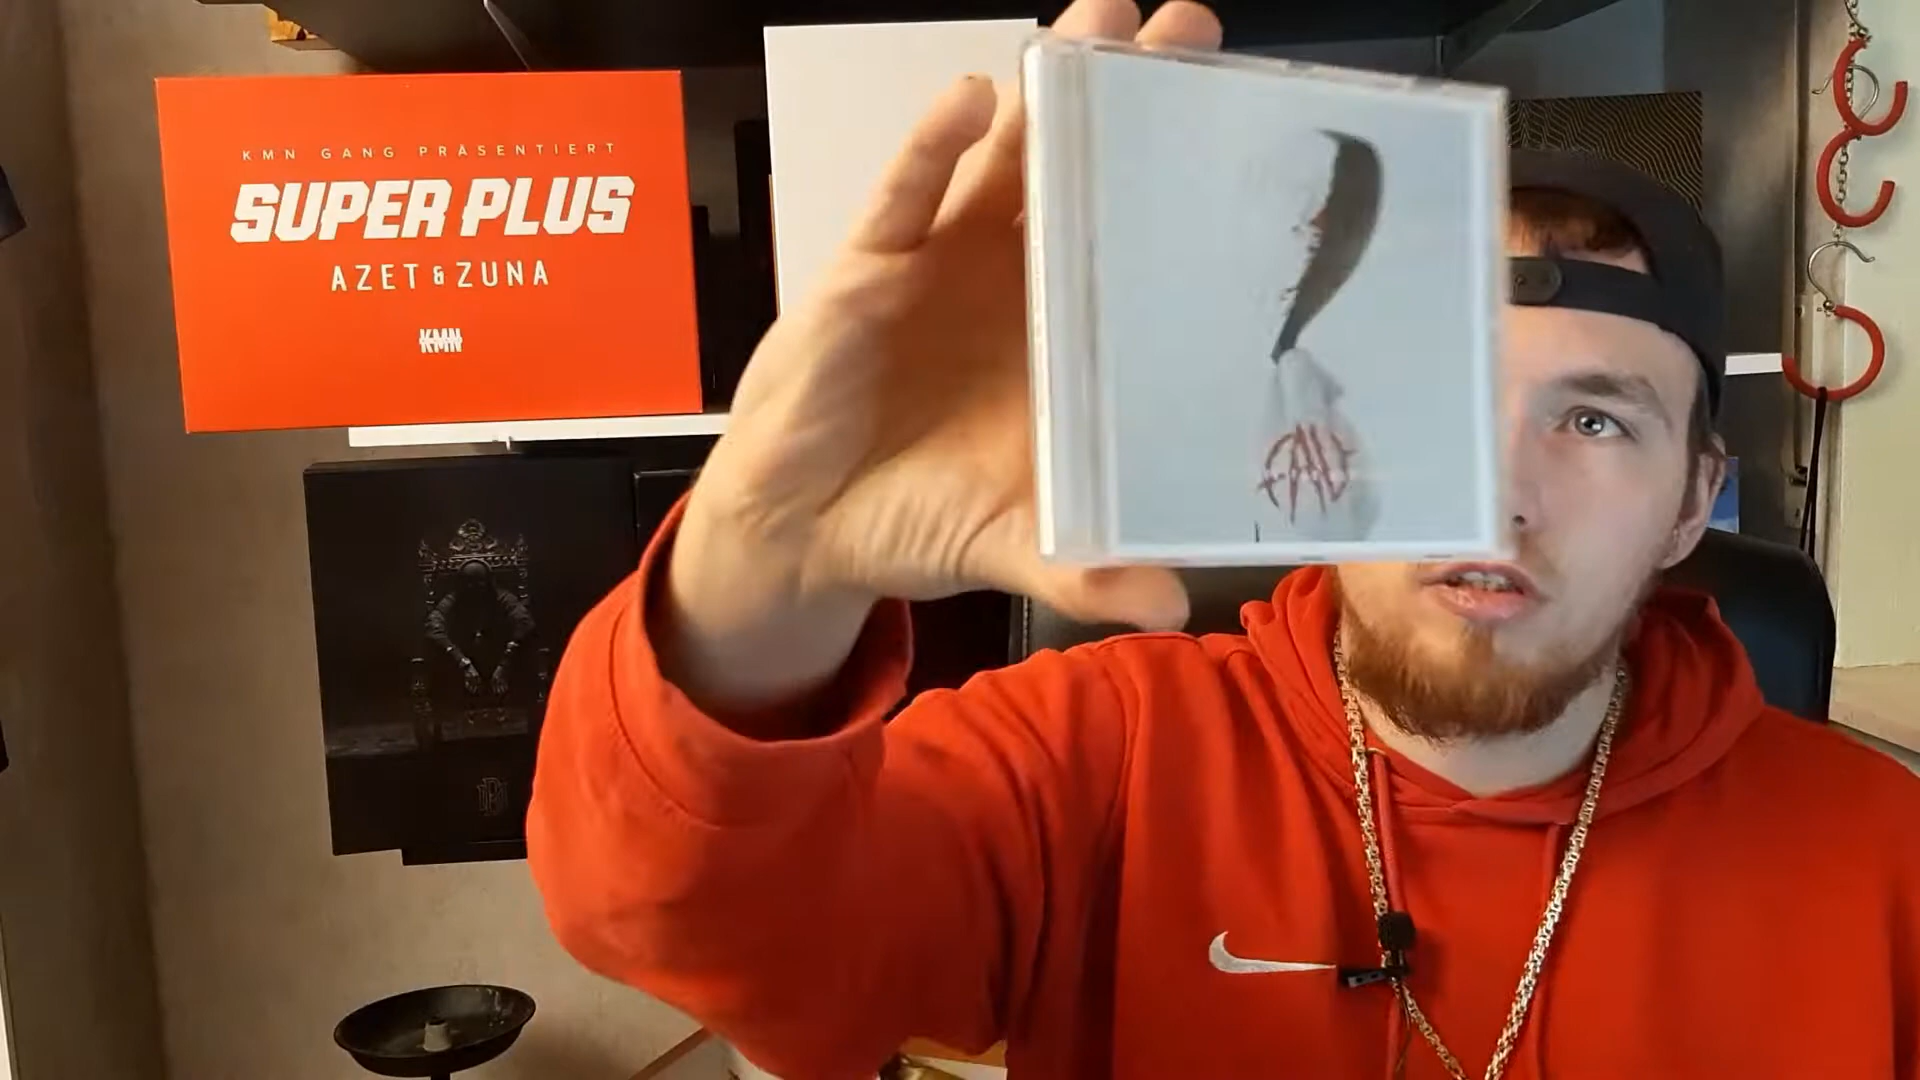 KMN GANG PRÄSENTIERT
SUPER PLUS
AZET & ZUNA
KMN